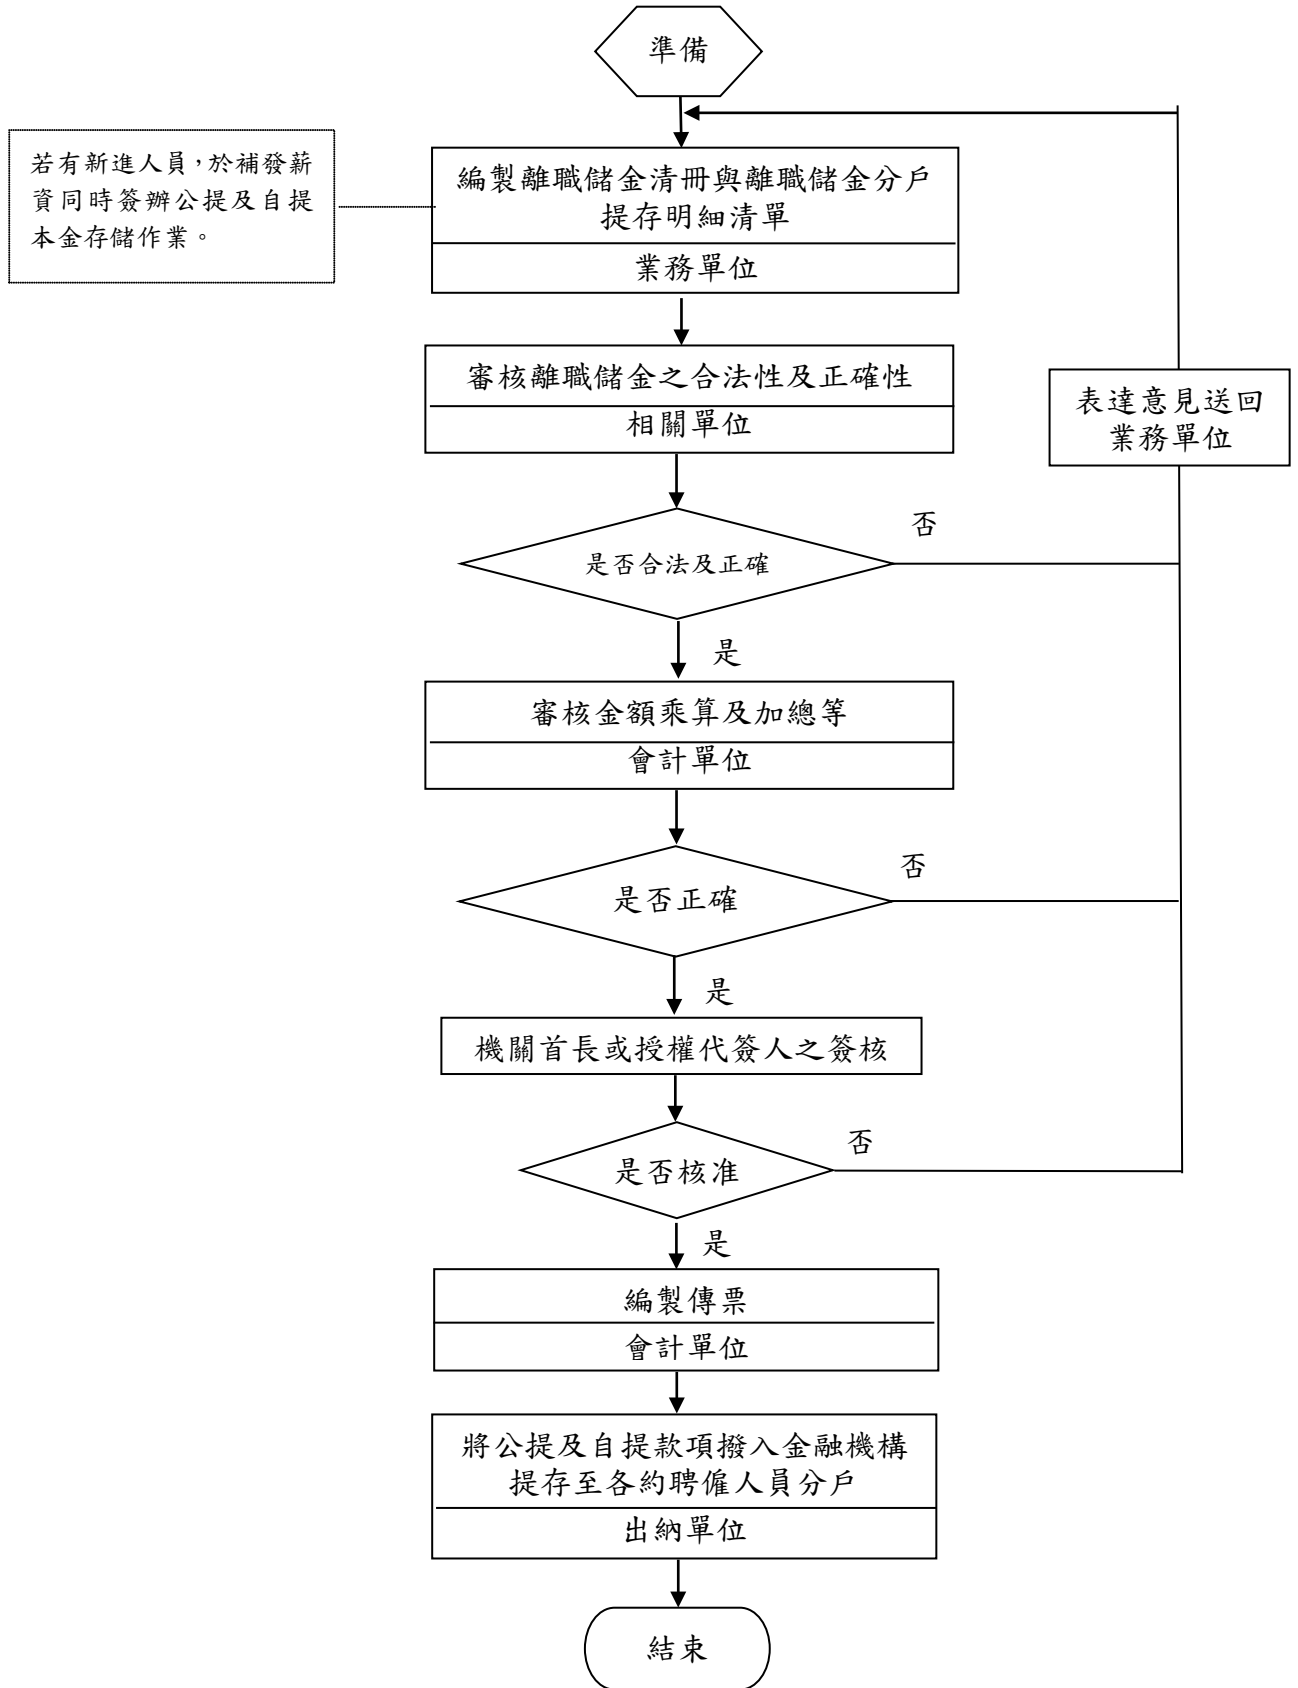 準備
若有新進人員，於補發薪
資同時簽辦公提及自提
本金存儲作業。
編製離職儲金清冊與離職儲金分戶
提存明細清單
業務單位
審核離職儲金之合法性及正確性
相關單位
表達意見送回
業務單位
是否合法及正確
否
是
審核金額乘算及加總等
會計單位
是否正確
否
是
機關首長或授權代簽人之簽核
是否核准
否
是
編製傳票
會計單位
將公提及自提款項撥入金融機構
提存至各約聘僱人員分戶
出納單位
結束